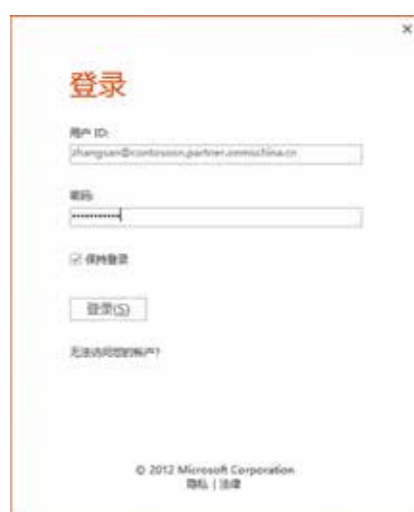 登录
用户 ID:
zhangsan@contosoon.partner.onmschina.cn
密码:
•••••••••••
保持登录
登录(S)
无法访问您的帐户?
© 2012 Microsoft Corporation
隐私 | 法律